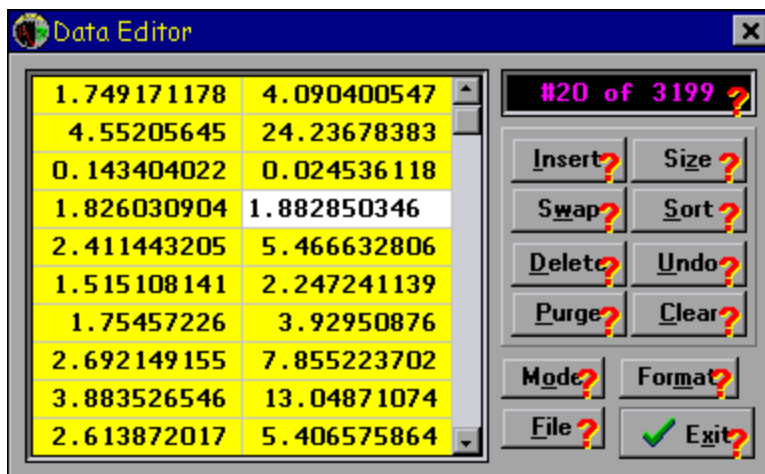 Data Editor
1.749171178 4.090400547
4.55205645 24.23678383
0.143404022 0.024536118
1.826030904 1.882850346
2.411443205 5.466632806
1.515108141 2.247241139
1.75457226 3.92950876
2.692149155 7.855223702
3.883526546 13.04871074
2.613872017 5.406575864
#20 of 3199 ?
Insert? Size ?
Swap? Sort ?
Delete? Undo?
Purge? Clear?
Mode? Format?
File ? Exit?